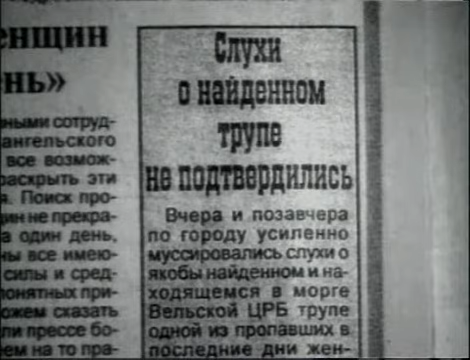 енщин
нь»
ными сотруд-
ангельского
все возмож-
раскрыть эти
я. Поиск про-
ин не прекра-
а один день,
ны все имею-
силы и сред-
понятных при-
ожем сказать
ли прессе бо-
ем на то пра-
Слухи
о найденном
трупе
не подтвердились
Вчера и позавчера
по городу усиленно
муссировались слухи о
якобы найденном и на-
ходящемся в морге
Вельской ЦРБ трупе
одной из пропавших в
последние дни жен-